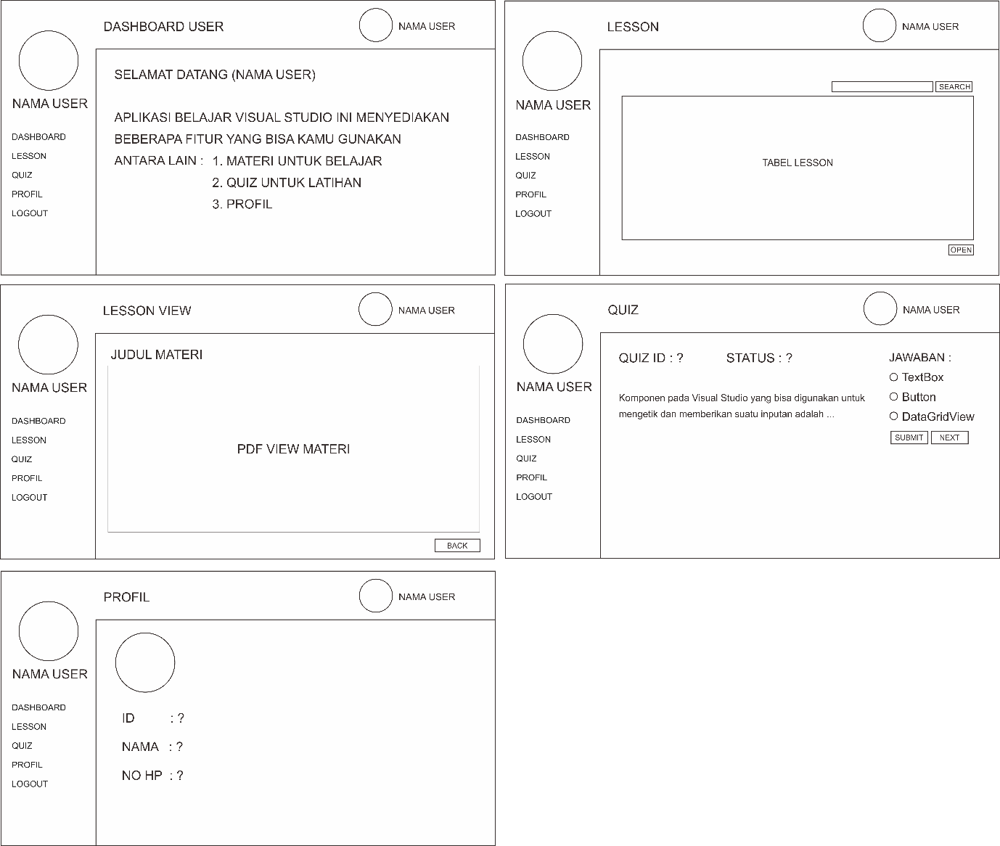 DASHBOARD USER
NAMA USER
NAMA USER
DASHBOARD
LESSON
QUIZ
PROFIL
LOGOUT
SELAMAT DATANG (NAMA USER)
APLIKASI BELAJAR VISUAL STUDIO INI MENYEDIAKAN
BEBERAPA FITUR YANG BISA KAMU GUNAKAN
ANTARA LAIN : 1. MATERI UNTUK BELAJAR
2. QUIZ UNTUK LATIHAN
3. PROFIL
LESSON
NAMA USER
NAMA USER
DASHBOARD
LESSON
QUIZ
PROFIL
LOGOUT
SEARCH
TABEL LESSON
OPEN
LESSON VIEW
NAMA USER
NAMA USER
DASHBOARD
LESSON
QUIZ
PROFIL
LOGOUT
JUDUL MATERI
PDF VIEW MATERI
BACK
QUIZ
NAMA USER
NAMA USER
DASHBOARD
LESSON
QUIZ
PROFIL
LOGOUT
QUIZ ID : ? STATUS : ?
Komponen pada Visual Studio yang bisa digunakan untuk
mengetik dan memberikan suatu inputan adalah ...
JAWABAN :
TextBox
Button
DataGridView
SUBMIT NEXT
PROFIL
NAMA USER
NAMA USER
DASHBOARD
LESSON
QUIZ
PROFIL
LOGOUT
ID : ?
NAMA : ?
NO HP : ?